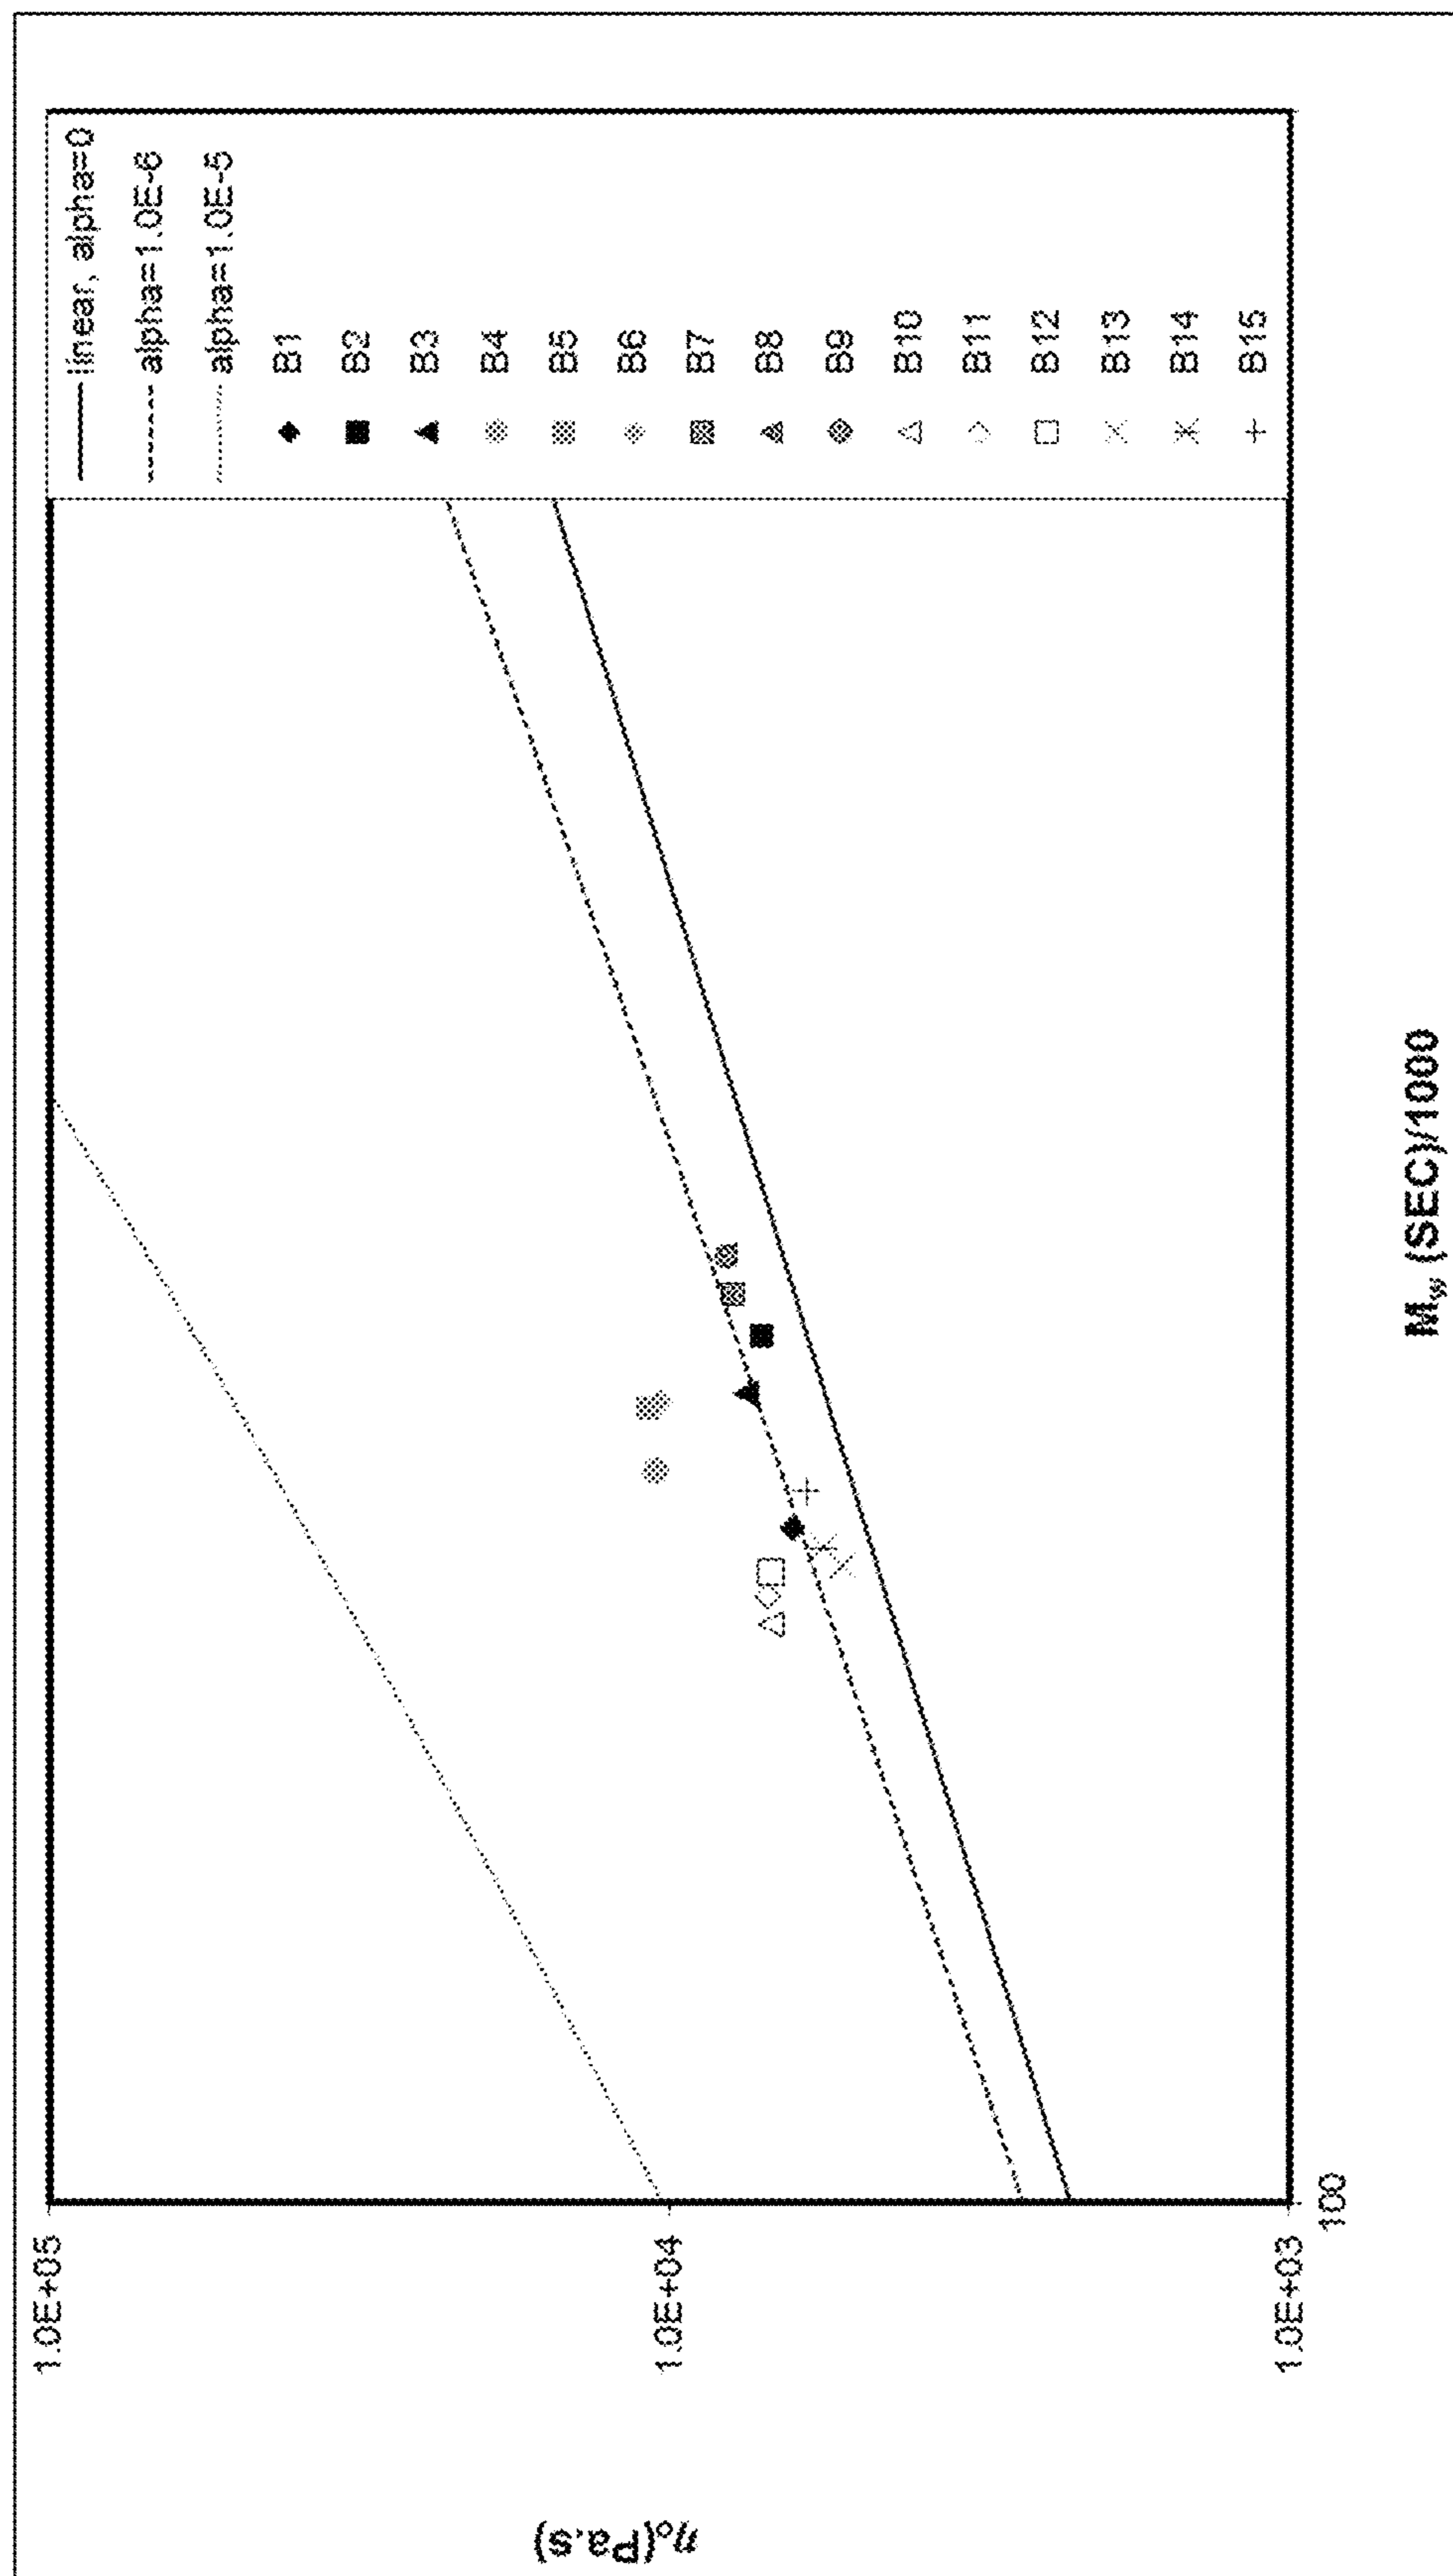 η₀(Pa.s)
1.0E+05
1.0E+04
1.0E+03
100
M_w (SEC)/1000
linear, alpha=0
alpha=1.0E-6
alpha=1.0E-5
B1
B2
B3
B4
B5
B6
B7
B8
B9
B10
B11
B12
B13
B14
B15